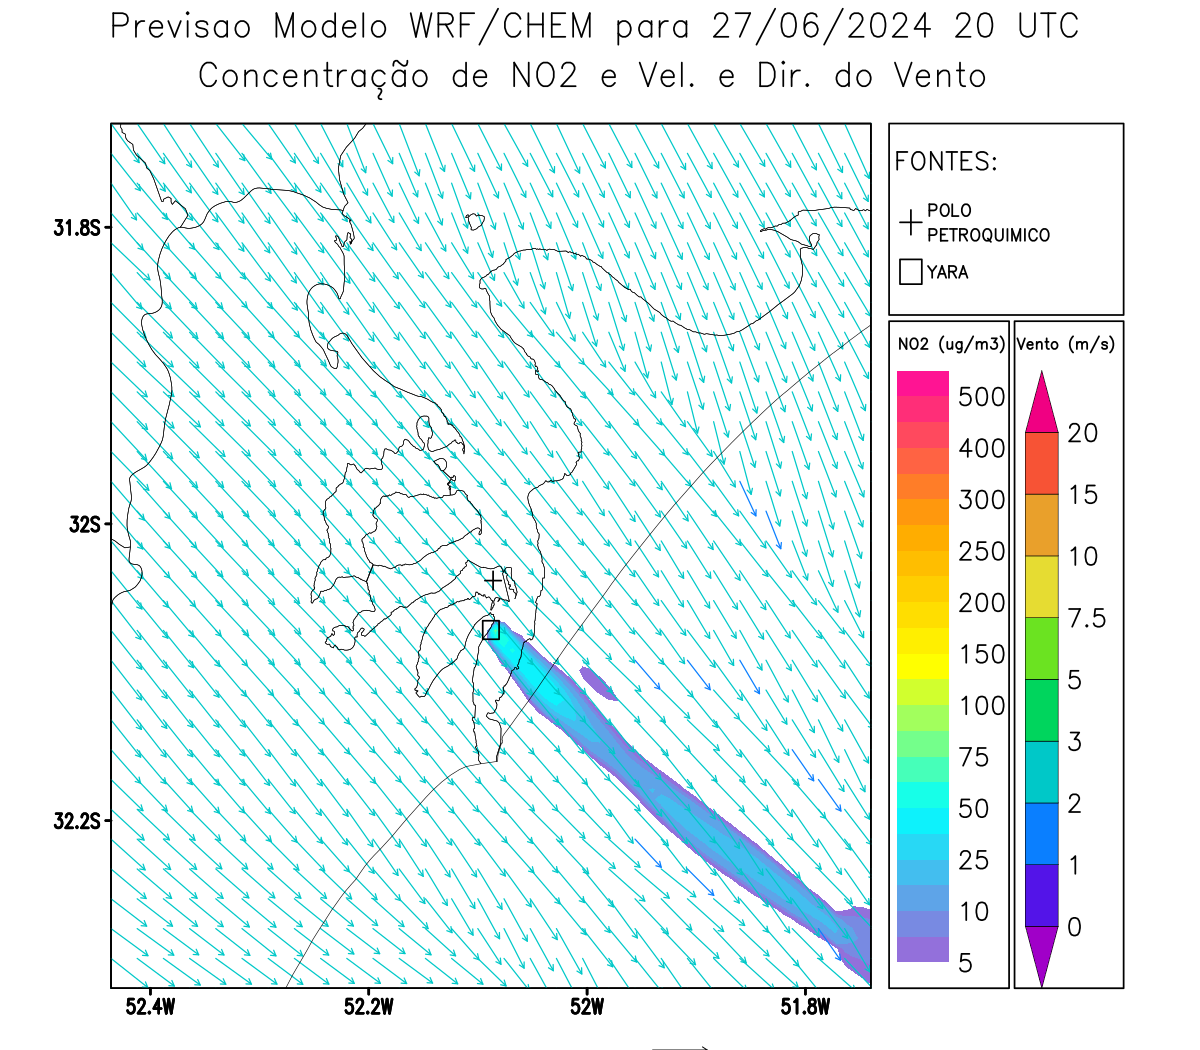 Previsao Modelo WRF/CHEM para 27/06/2024 20 UTC
Concentração de NO2 e Vel. e Dir. do Vento
FONTES:
POLO
PETROQUIMICO
YARA
NO2 (ug/m3)
500
400
300
250
200
150
100
75
50
25
10
5
Vento (m/s)
20
15
10
7.5
5
3
2
1
0
31.8S
32S
32.2S
52.4W
52.2W
52W
51.8W